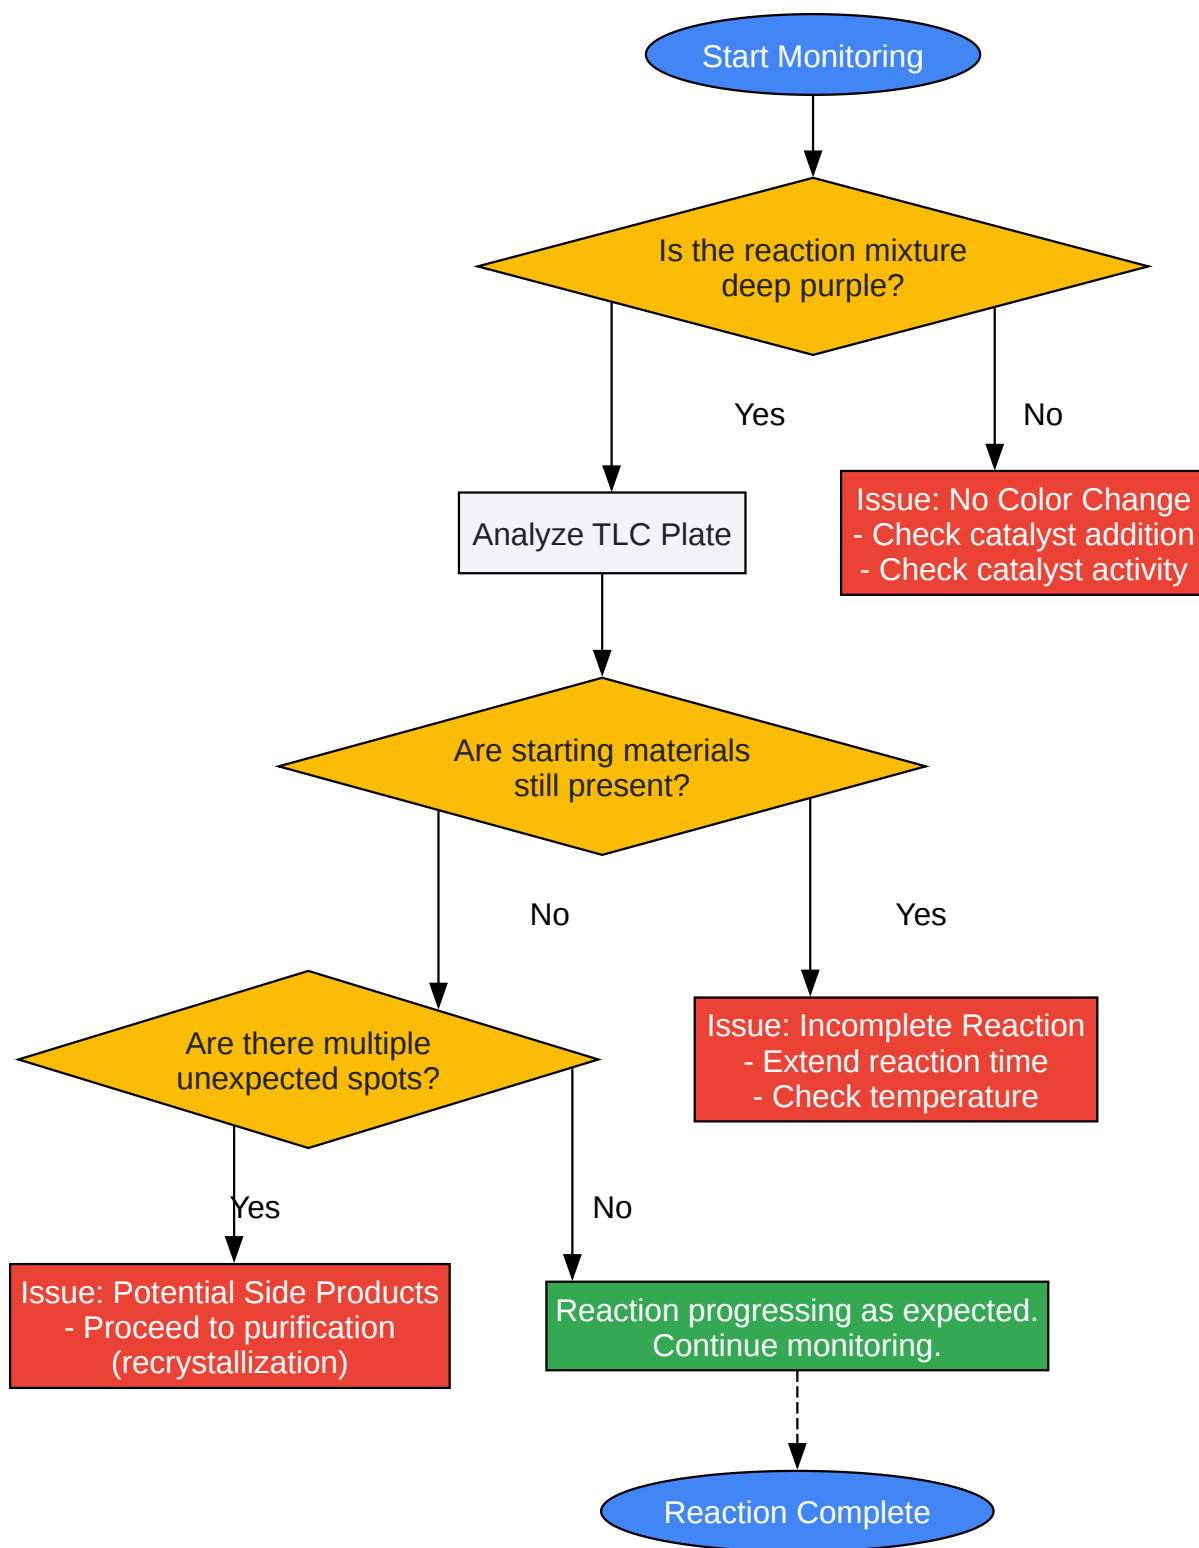 Start Monitoring
Is the reaction mixture
deep purple?
Yes
No
Issue: No Color Change
- Check catalyst addition
- Check catalyst activity
Analyze TLC Plate
Are starting materials
still present?
No
Yes
Issue: Incomplete Reaction
- Extend reaction time
- Check temperature
Are there multiple
unexpected spots?
Yes
No
Issue: Potential Side Products
- Proceed to purification
(recrystallization)
Reaction progressing as expected.
Continue monitoring.
Reaction Complete